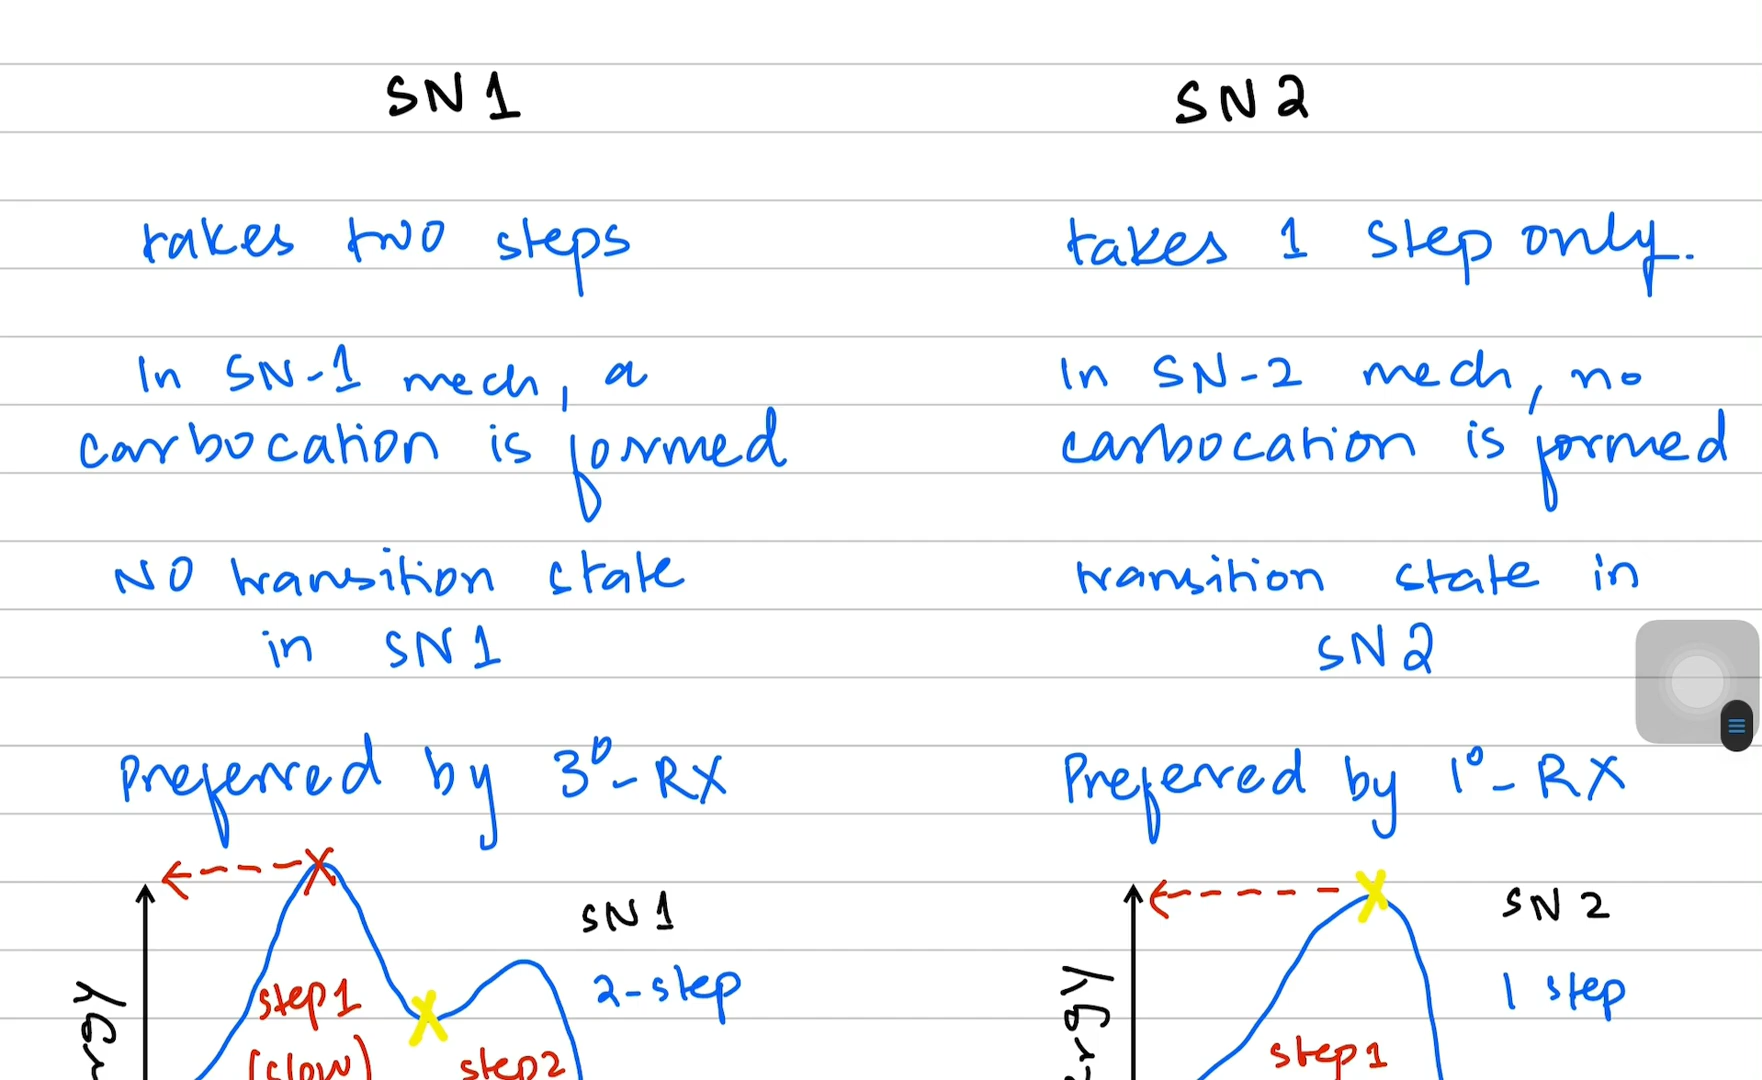 SN1
SN2
takes two steps
takes 1 step only.
In SN-1 mech, a
carbocation is formed
In SN-2 mech, no
carbocation is formed
NO transition state
in SN1
transition state in
SN2
Preferred by 3°-RX
Preferred by 1°-RX
SN1
2-step
step1
(slow)
step2
SN2
1 step
step1